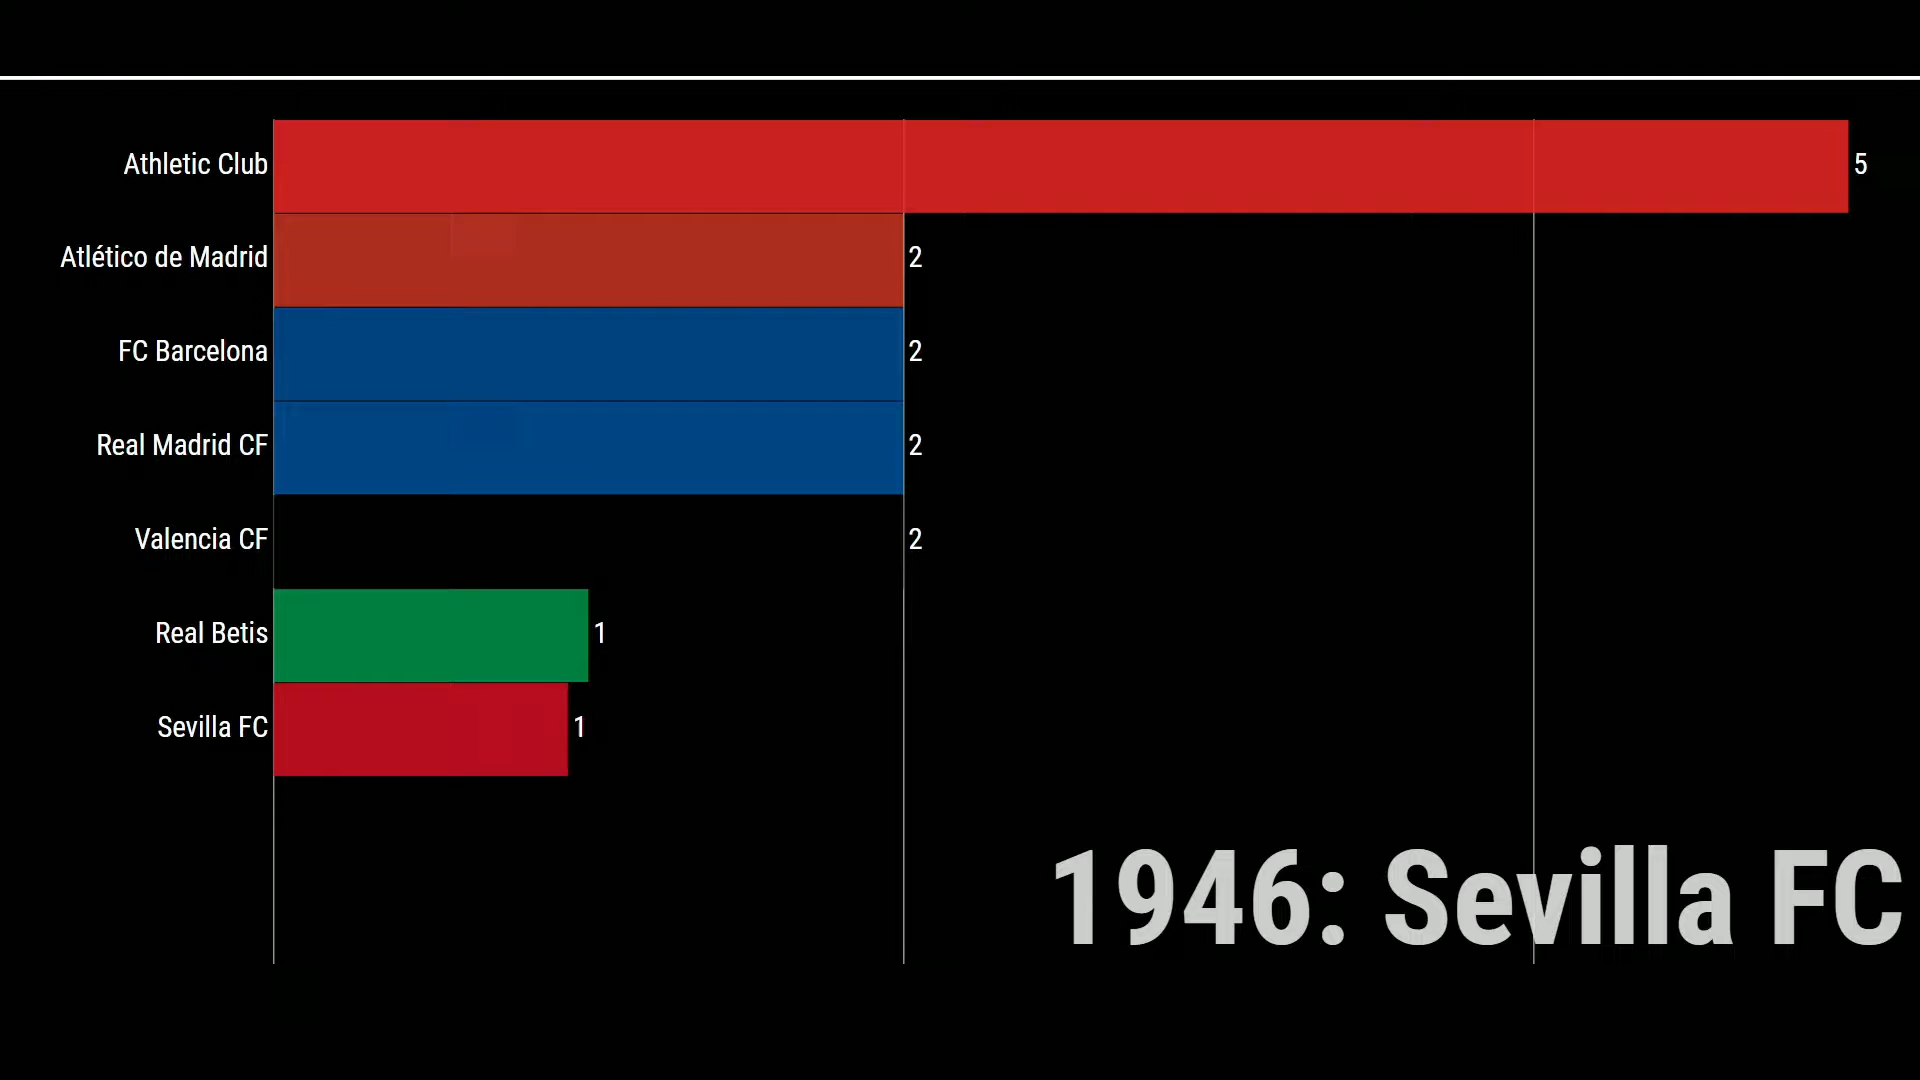 Athletic Club 5
Atlético de Madrid 2
FC Barcelona 2
Real Madrid CF 2
Valencia CF 2
Real Betis 1
Sevilla FC 1
1946: Sevilla FC